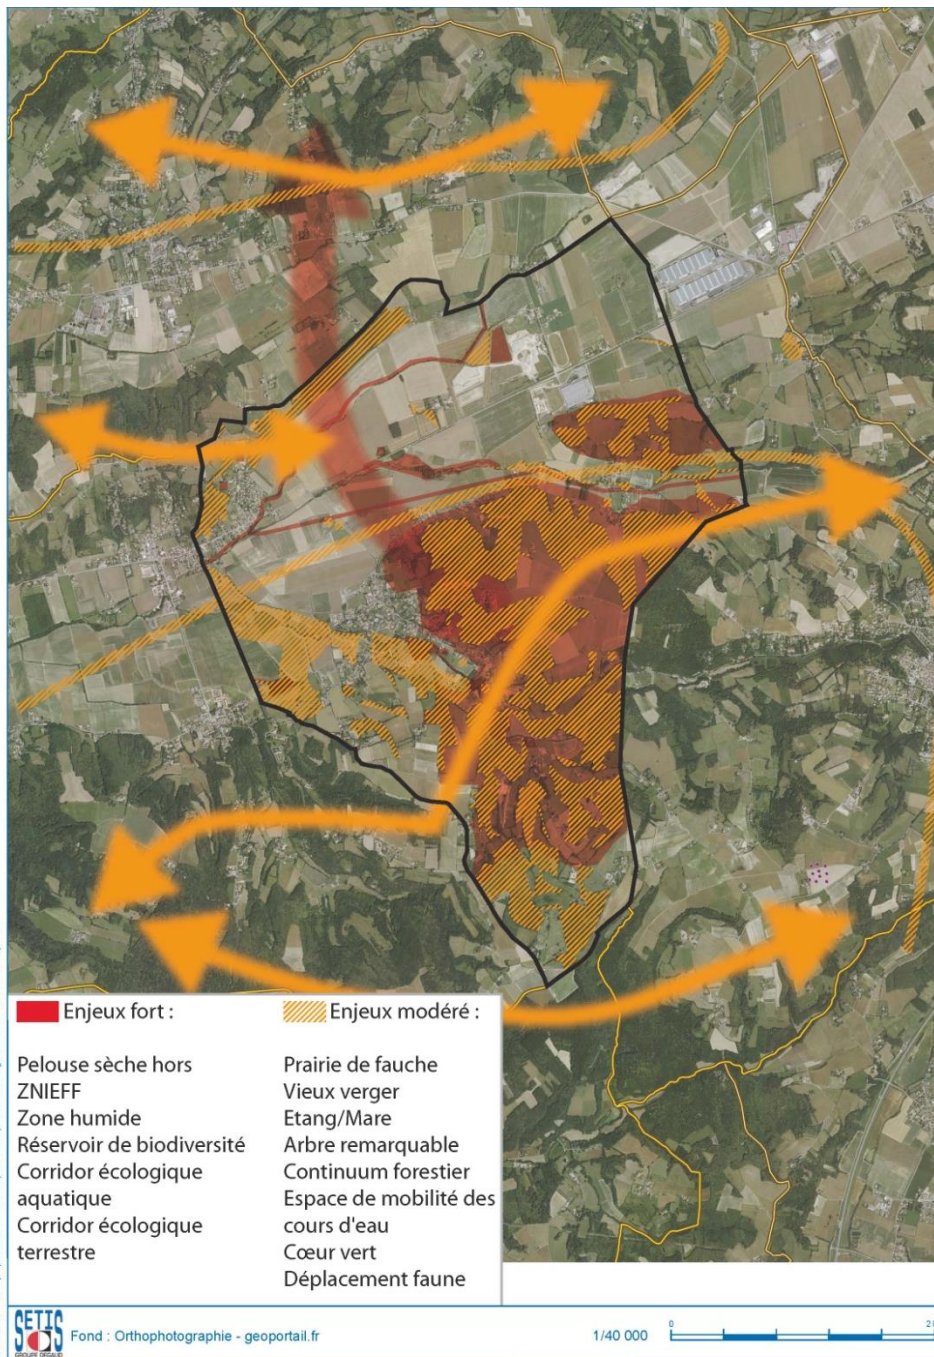 Enjeux fort :
Pelouse sèche hors
ZNIEFF
Zone humide
Réservoir de biodiversité
Corridor écologique
aquatique
Corridor écologique
terrestre
Enjeux modéré :
Prairie de fauche
Vieux verger
Etang/Mare
Arbre remarquable
Continuum forestier
Espace de mobilité des
cours d'eau
Cœur vert
Déplacement faune
SETIS
GROUPE DEGAUD
Fond : Orthophotographie - geoportail.fr
1/40 000
0